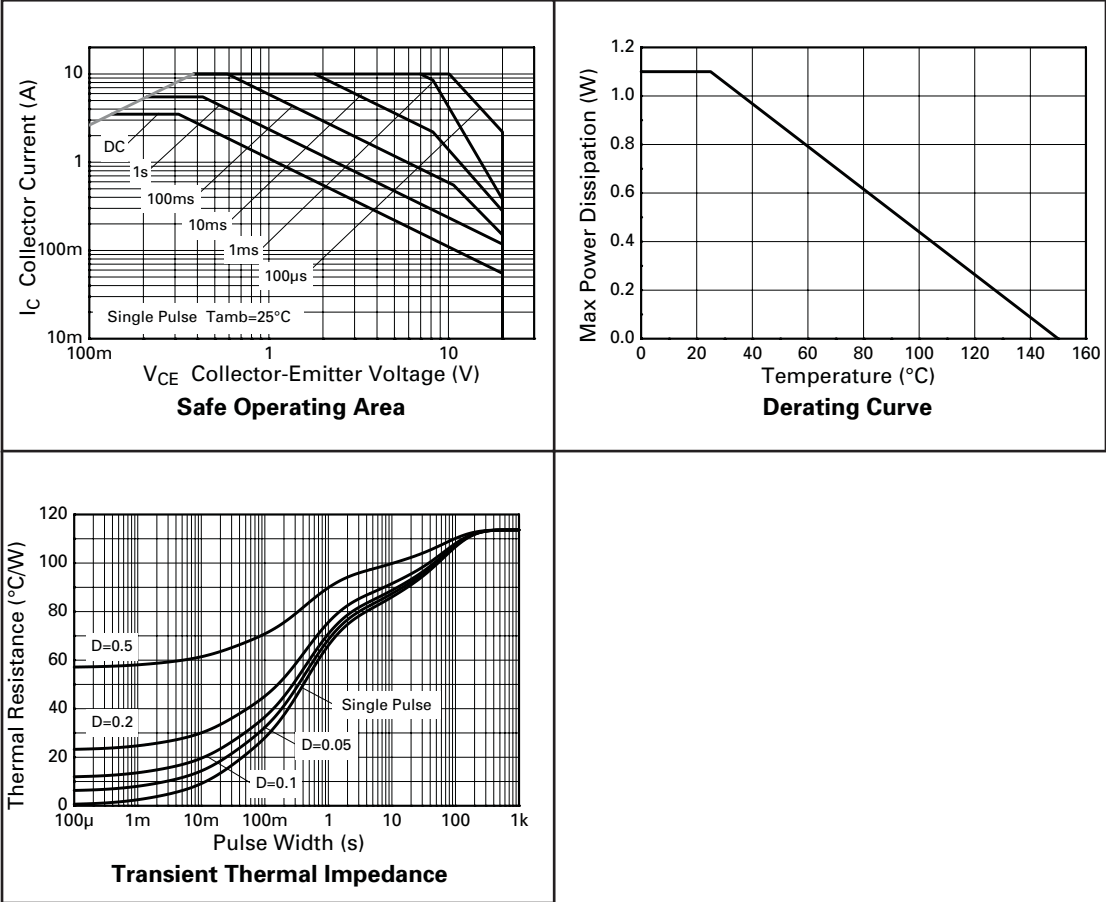 I_C Collector Current (A)
10
1
100m
10m
DC
1s
100ms
10ms
1ms
100µs
Single Pulse Tamb=25°C
100m 1 10
V_CE Collector-Emitter Voltage (V)
Safe Operating Area
Max Power Dissipation (W)
1.2
1.0
0.8
0.6
0.4
0.2
0.0
0 20 40 60 80 100 120 140 160
Temperature (°C)
Derating Curve
Thermal Resistance (°C/W)
120
100
80
60
40
20
0
D=0.5
D=0.2
Single Pulse
D=0.05
D=0.1
100µ 1m 10m 100m 1 10 100 1k
Pulse Width (s)
Transient Thermal Impedance